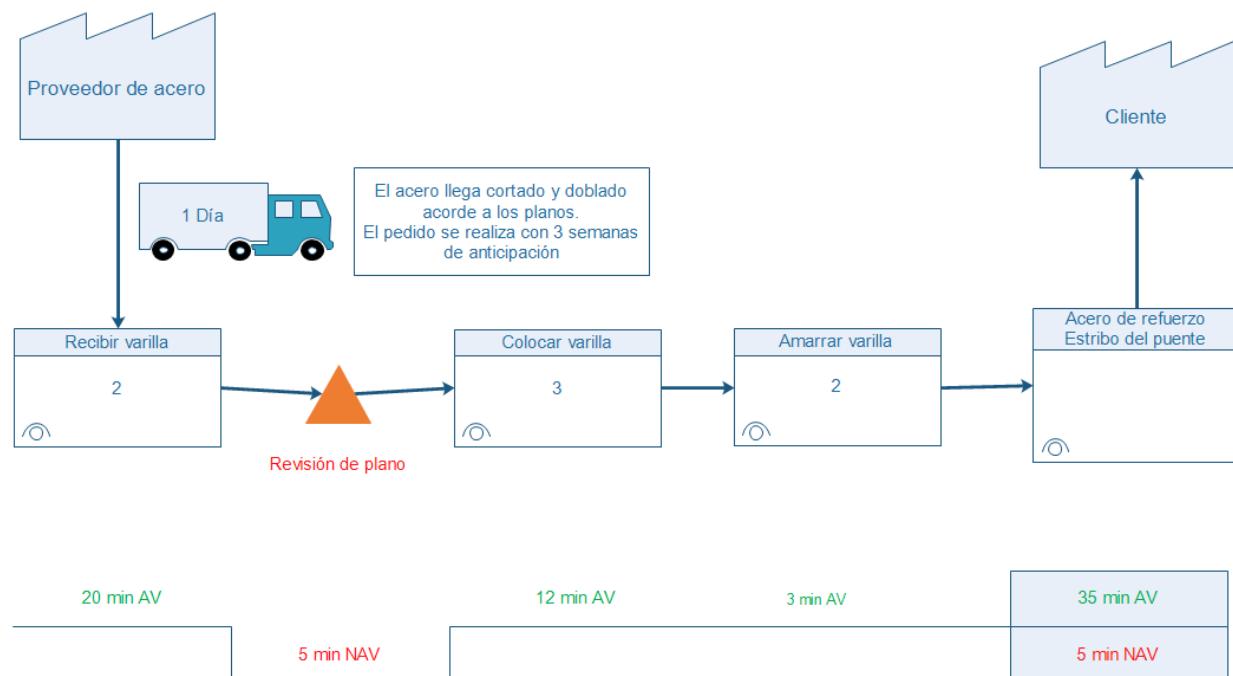 Proveedor de acero
Cliente
1 Día
El acero llega cortado y doblado
acorde a los planos.
El pedido se realiza con 3 semanas
de anticipación
Recibir varilla
2
Revisión de plano
Colocar varilla
3
Amarrar varilla
2
Acero de refuerzo
Estribo del puente
20 min AV
5 min NAV
12 min AV
3 min AV
35 min AV
5 min NAV